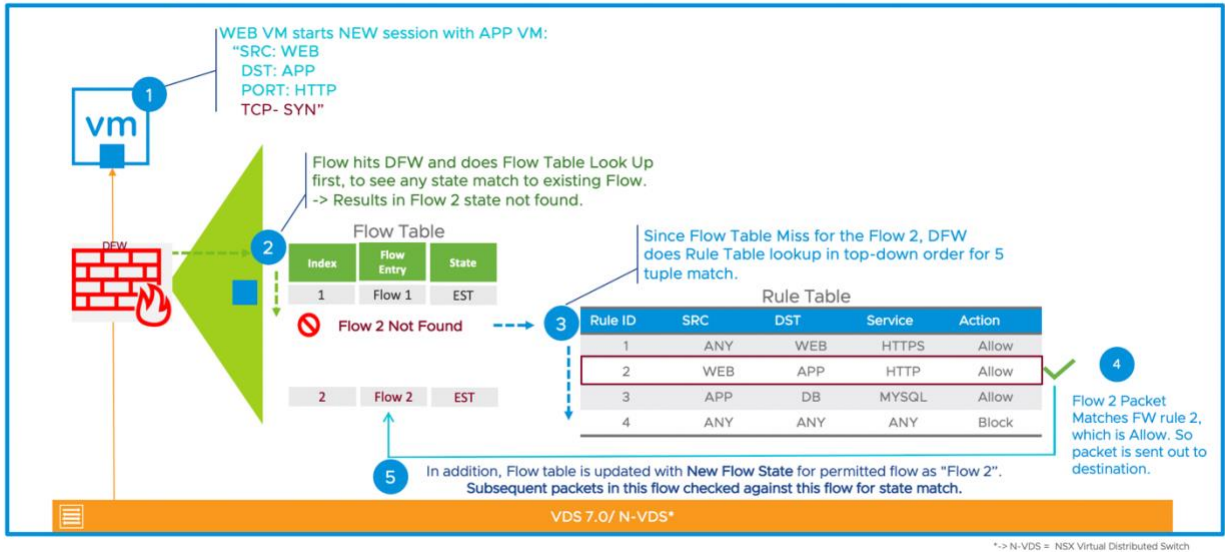 WEB VM starts NEW session with APP VM:
"SRC: WEB
DST: APP
PORT: HTTP
TCP- SYN"
1
vm
Flow hits DFW and does Flow Table Look Up
first, to see any state match to existing Flow.
-> Results in Flow 2 state not found.
DFW
2
Flow Table
Index Flow Entry State
1 Flow 1 EST
Flow 2 Not Found
2 Flow 2 EST
Since Flow Table Miss for the Flow 2, DFW
does Rule Table lookup in top-down order for 5
tuple match.
3
Rule Table
Rule ID SRC DST Service Action
1 ANY WEB HTTPS Allow
2 WEB APP HTTP Allow
3 APP DB MYSQL Allow
4 ANY ANY ANY Block
4
Flow 2 Packet
Matches FW rule 2,
which is Allow. So
packet is sent out to
destination.
5
In addition, Flow table is updated with New Flow State for permitted flow as "Flow 2".
Subsequent packets in this flow checked against this flow for state match.
VDS 7.0/ N-VDS*
*-> N-VDS = NSX Virtual Distributed Switch